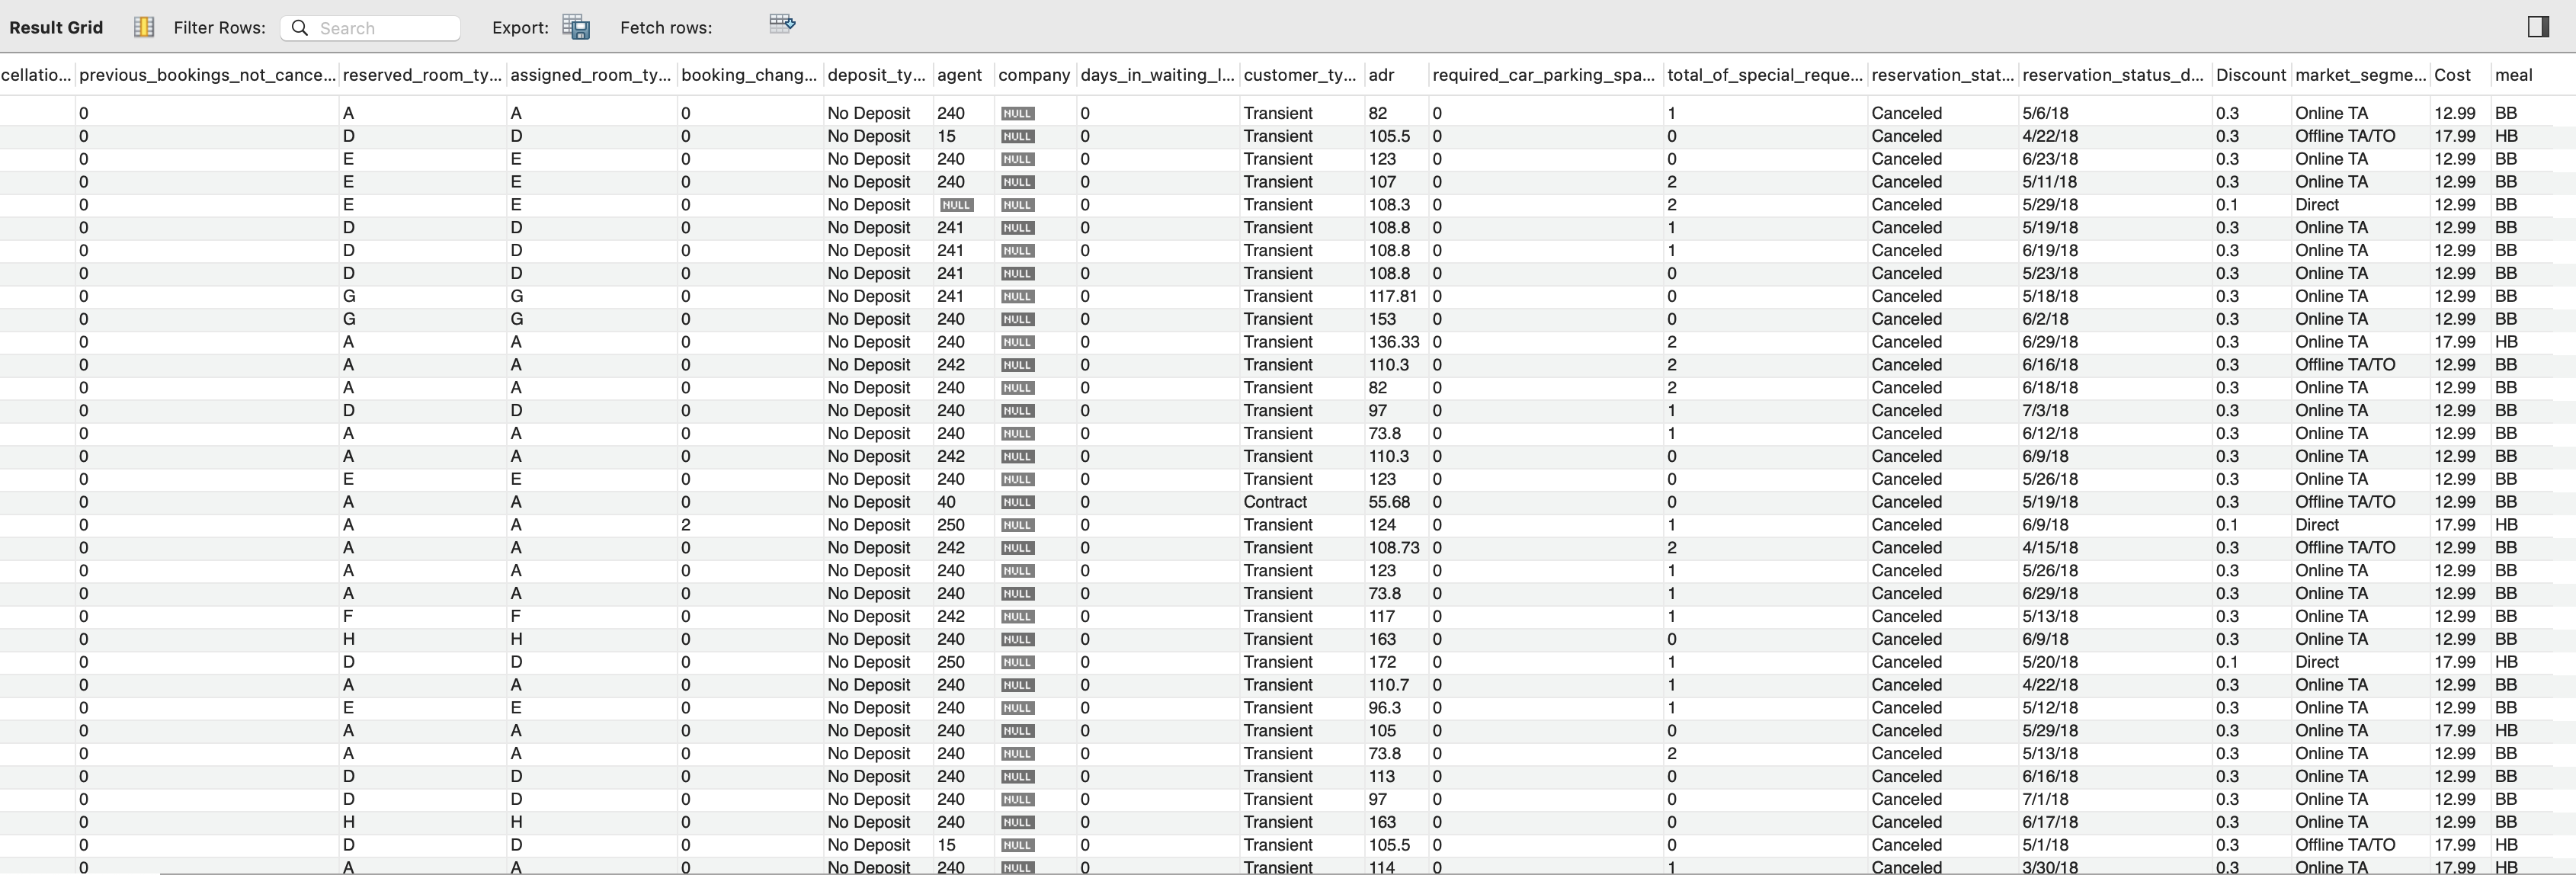 Result Grid Filter Rows: Search Export: Fetch rows:
cellatio... previous_bookings_not_cance... reserved_room_ty... assigned_room_ty... booking_chang... deposit_ty... agent company days_in_waiting_l... customer_ty... adr required_car_parking_spa... total_of_special_reque... reservation_stat... reservation_status_d... Discount market_segme... Cost meal
0 A A 0 No Deposit 240 NULL 0 Transient 82 0 1 Canceled 5/6/18 0.3 Online TA 12.99 BB
0 D D 0 No Deposit 15 NULL 0 Transient 105.5 0 0 Canceled 4/22/18 0.3 Offline TA/TO 17.99 HB
0 E E 0 No Deposit 240 NULL 0 Transient 123 0 0 Canceled 6/23/18 0.3 Online TA 12.99 BB
0 E E 0 No Deposit 240 NULL 0 Transient 107 0 2 Canceled 5/11/18 0.3 Online TA 12.99 BB
0 E E 0 No Deposit NULL NULL 0 Transient 108.3 0 2 Canceled 5/29/18 0.1 Direct 12.99 BB
0 D D 0 No Deposit 241 NULL 0 Transient 108.8 0 1 Canceled 5/19/18 0.3 Online TA 12.99 BB
0 D D 0 No Deposit 241 NULL 0 Transient 108.8 0 1 Canceled 6/19/18 0.3 Online TA 12.99 BB
0 D D 0 No Deposit 241 NULL 0 Transient 108.8 0 0 Canceled 5/23/18 0.3 Online TA 12.99 BB
0 G G 0 No Deposit 241 NULL 0 Transient 117.81 0 0 Canceled 5/18/18 0.3 Online TA 12.99 BB
0 G G 0 No Deposit 240 NULL 0 Transient 153 0 0 Canceled 6/2/18 0.3 Online TA 12.99 BB
0 A A 0 No Deposit 240 NULL 0 Transient 136.33 0 2 Canceled 6/29/18 0.3 Online TA 17.99 HB
0 A A 0 No Deposit 242 NULL 0 Transient 110.3 0 2 Canceled 6/16/18 0.3 Offline TA/TO 12.99 BB
0 A A 0 No Deposit 240 NULL 0 Transient 82 0 2 Canceled 6/18/18 0.3 Online TA 12.99 BB
0 D D 0 No Deposit 240 NULL 0 Transient 97 0 1 Canceled 7/3/18 0.3 Online TA 12.99 BB
0 A A 0 No Deposit 240 NULL 0 Transient 73.8 0 1 Canceled 6/12/18 0.3 Online TA 12.99 BB
0 A A 0 No Deposit 242 NULL 0 Transient 110.3 0 0 Canceled 6/9/18 0.3 Online TA 12.99 BB
0 E E 0 No Deposit 240 NULL 0 Transient 123 0 0 Canceled 5/26/18 0.3 Online TA 12.99 BB
0 A A 0 No Deposit 40 NULL 0 Contract 55.68 0 0 Canceled 5/19/18 0.3 Offline TA/TO 12.99 BB
0 A A 2 No Deposit 250 NULL 0 Transient 124 0 1 Canceled 6/9/18 0.1 Direct 17.99 HB
0 A A 0 No Deposit 242 NULL 0 Transient 108.73 0 2 Canceled 4/15/18 0.3 Offline TA/TO 12.99 BB
0 A A 0 No Deposit 240 NULL 0 Transient 123 0 1 Canceled 5/26/18 0.3 Online TA 12.99 BB
0 A A 0 No Deposit 240 NULL 0 Transient 73.8 0 1 Canceled 6/29/18 0.3 Online TA 12.99 BB
0 F F 0 No Deposit 242 NULL 0 Transient 117 0 1 Canceled 5/13/18 0.3 Online TA 12.99 BB
0 H H 0 No Deposit 240 NULL 0 Transient 163 0 0 Canceled 6/9/18 0.3 Online TA 12.99 BB
0 D D 0 No Deposit 250 NULL 0 Transient 172 0 1 Canceled 5/20/18 0.1 Direct 17.99 HB
0 A A 0 No Deposit 240 NULL 0 Transient 110.7 0 1 Canceled 4/22/18 0.3 Online TA 12.99 BB
0 E E 0 No Deposit 240 NULL 0 Transient 96.3 0 1 Canceled 5/12/18 0.3 Online TA 12.99 BB
0 A A 0 No Deposit 240 NULL 0 Transient 105 0 0 Canceled 5/29/18 0.3 Online TA 17.99 HB
0 A A 0 No Deposit 240 NULL 0 Transient 73.8 0 2 Canceled 5/13/18 0.3 Online TA 12.99 BB
0 D D 0 No Deposit 240 NULL 0 Transient 113 0 0 Canceled 6/16/18 0.3 Online TA 12.99 BB
0 D D 0 No Deposit 240 NULL 0 Transient 97 0 0 Canceled 7/1/18 0.3 Online TA 12.99 BB
0 H H 0 No Deposit 240 NULL 0 Transient 163 0 0 Canceled 6/17/18 0.3 Online TA 12.99 BB
0 D D 0 No Deposit 15 NULL 0 Transient 105.5 0 0 Canceled 5/1/18 0.3 Offline TA/TO 17.99 HB
0 A A 0 No Deposit 240 NULL 0 Transient 114 0 1 Canceled 3/30/18 0.3 Online TA 17.99 HB